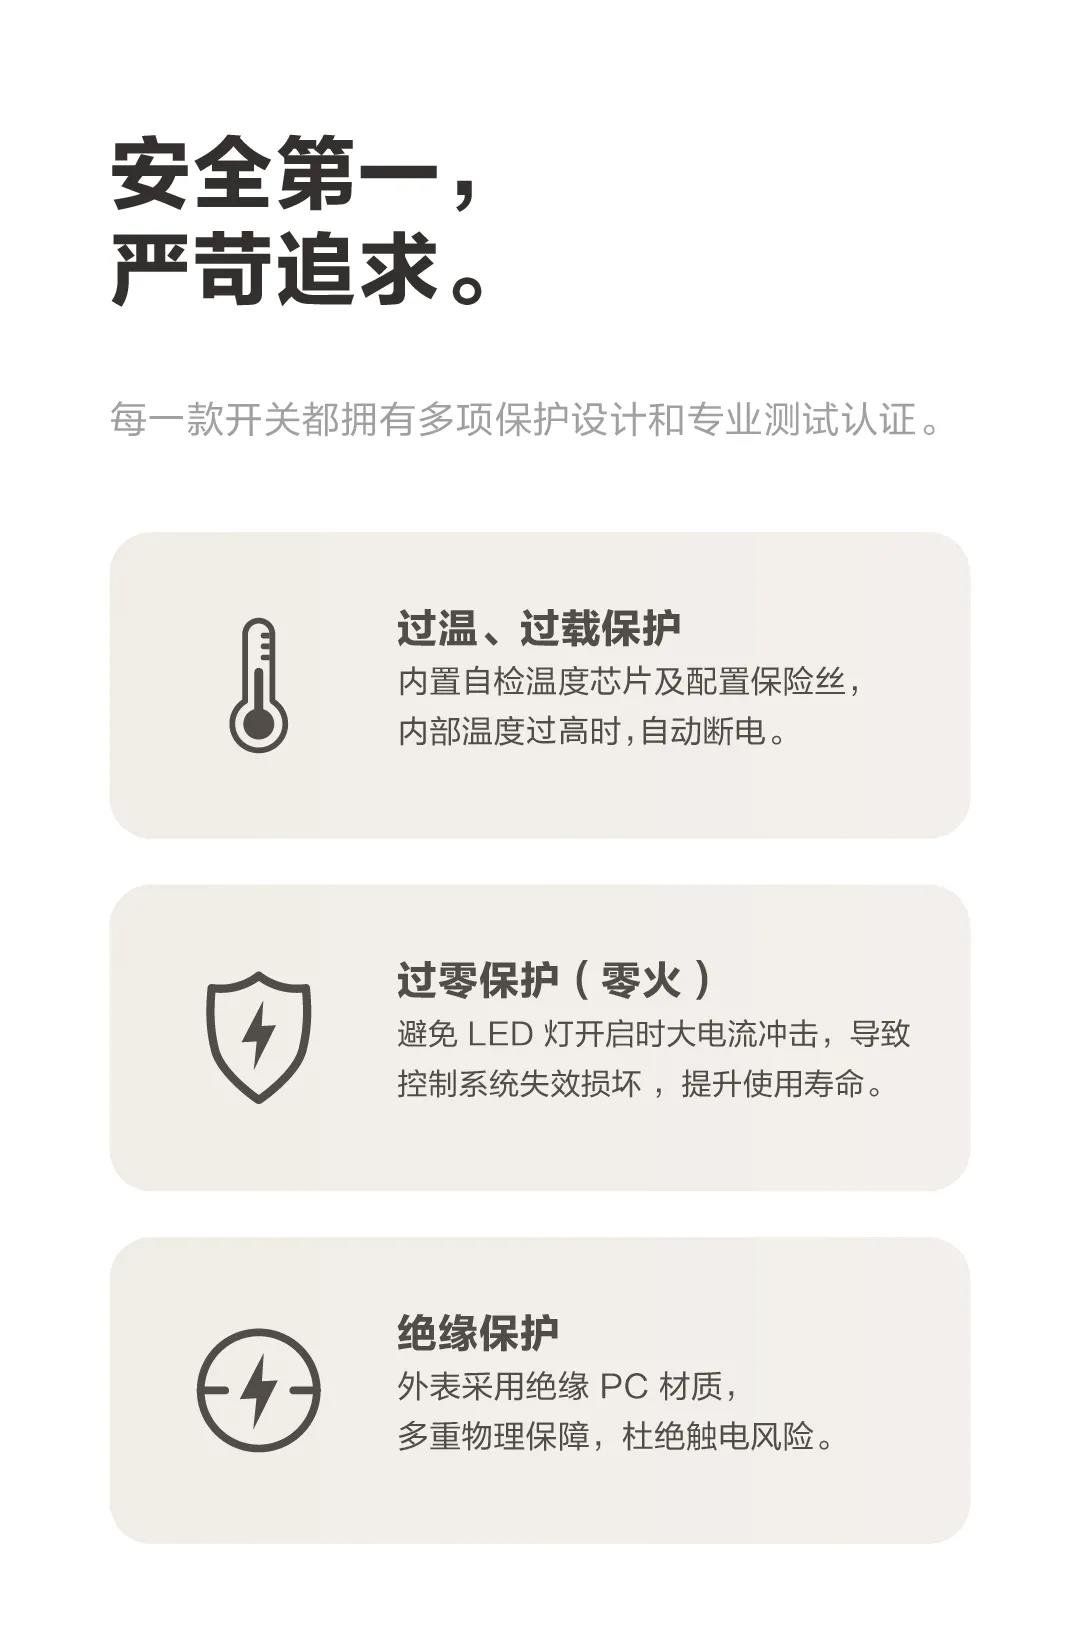 安全第一，
严苛追求。
每一款开关都拥有多项保护设计和专业测试认证。
过温、过载保护
内置自检温度芯片及配置保险丝，
内部温度过高时，自动断电。
过零保护（零火）
避免 LED 灯开启时大电流冲击，导致
控制系统失效损坏，提升使用寿命。
绝缘保护
外表采用绝缘 PC 材质，
多重物理保障，杜绝触电风险。